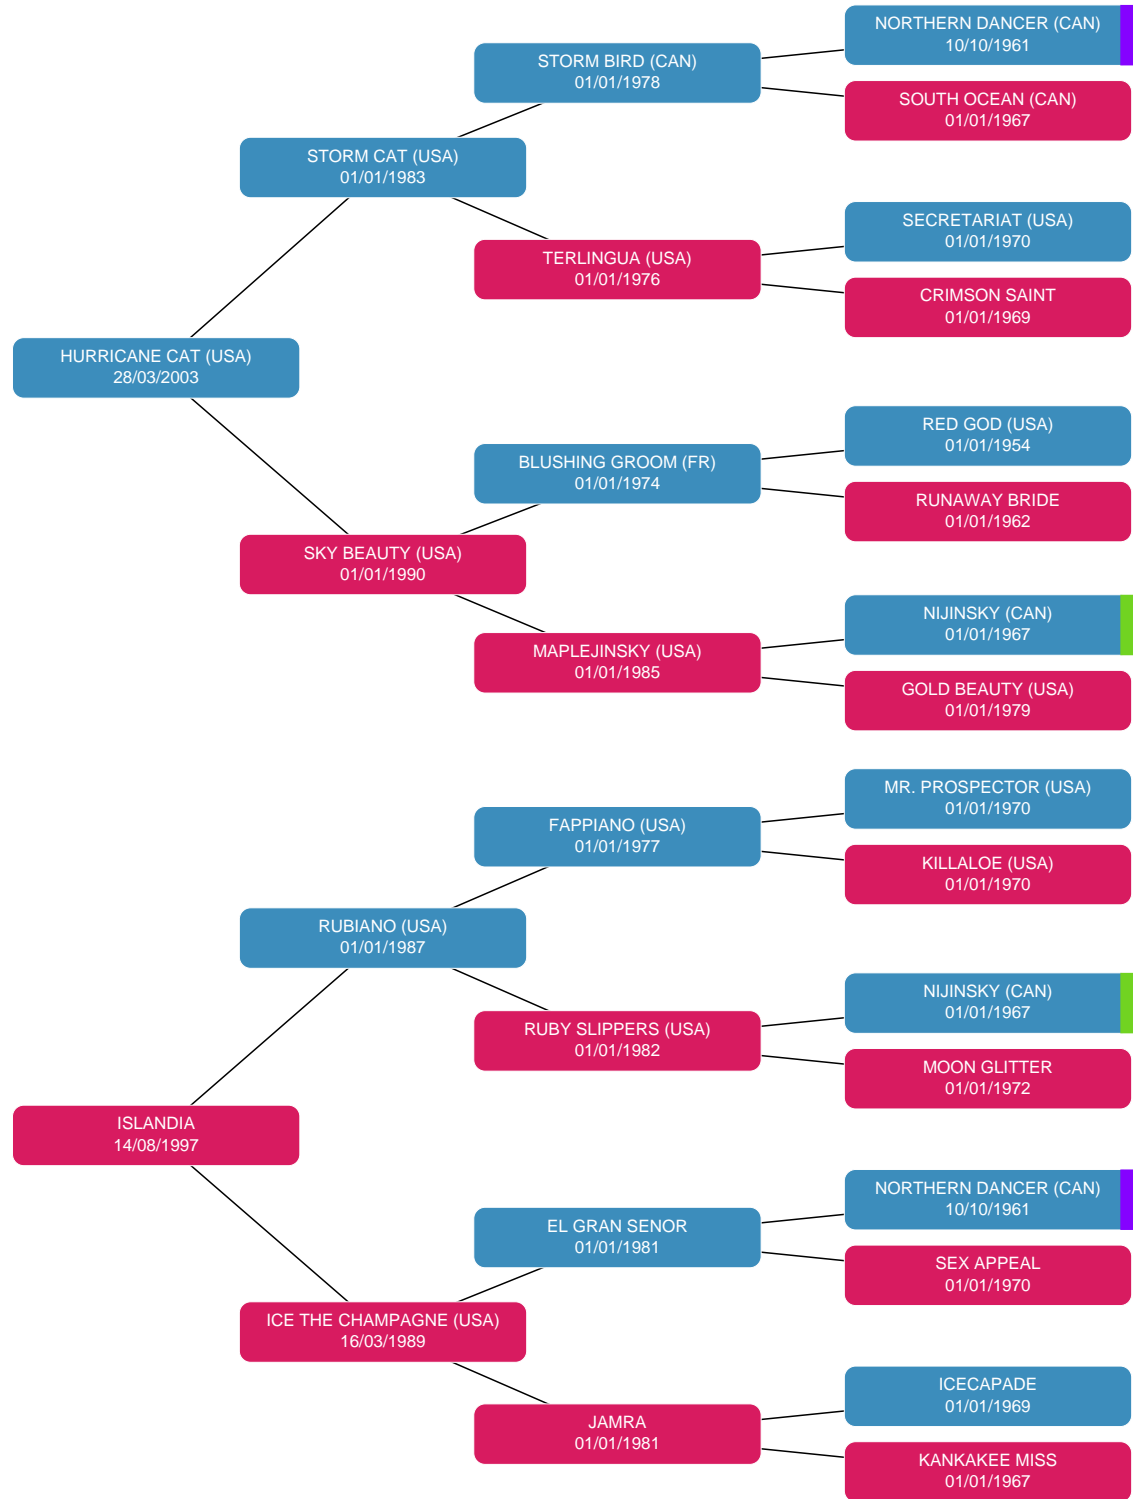 NORTHERN DANCER (CAN)
10/10/1961
STORM BIRD (CAN)
01/01/1978
SOUTH OCEAN (CAN)
01/01/1967
STORM CAT (USA)
01/01/1983
SECRETARIAT (USA)
01/01/1970
TERLINGUA (USA)
01/01/1976
CRIMSON SAINT
01/01/1969
HURRICANE CAT (USA)
28/03/2003
RED GOD (USA)
01/01/1954
BLUSHING GROOM (FR)
01/01/1974
RUNAWAY BRIDE
01/01/1962
SKY BEAUTY (USA)
01/01/1990
NIJINSKY (CAN)
01/01/1967
MAPLEJINSKY (USA)
01/01/1985
GOLD BEAUTY (USA)
01/01/1979
MR. PROSPECTOR (USA)
01/01/1970
FAPPIANO (USA)
01/01/1977
KILLALOE (USA)
01/01/1970
RUBIANO (USA)
01/01/1987
NIJINSKY (CAN)
01/01/1967
RUBY SLIPPERS (USA)
01/01/1982
MOON GLITTER
01/01/1972
ISLANDIA
14/08/1997
NORTHERN DANCER (CAN)
10/10/1961
EL GRAN SENOR
01/01/1981
SEX APPEAL
01/01/1970
ICE THE CHAMPAGNE (USA)
16/03/1989
ICECAPADE
01/01/1969
JAMRA
01/01/1981
KANKAKEE MISS
01/01/1967